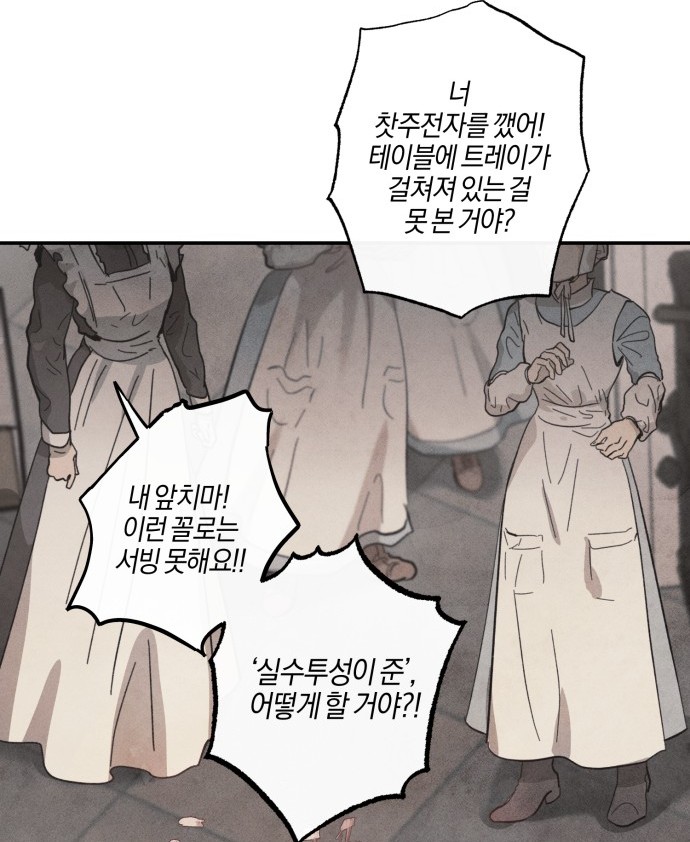 너
찻주전자를 깼어!
테이블에 트레이가
걸쳐져 있는 걸
못 본 거야?
내 앞치마!
이런 꼴로는
서빙 못해요!!
‘실수투성이 준’,
어떻게 할 거야?!